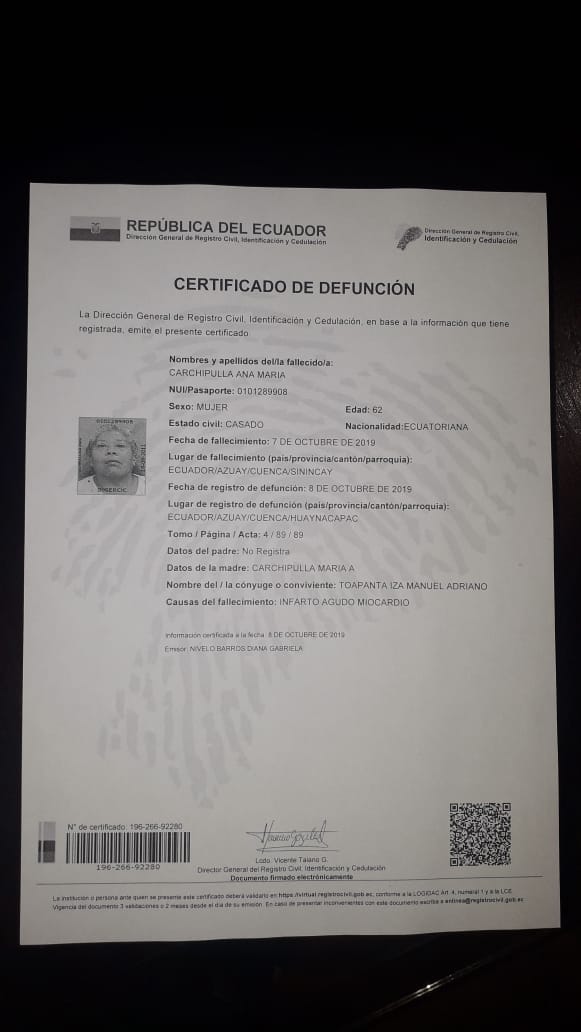 REPÚBLICA DEL ECUADOR
Dirección General de Registro Civil, Identificación y Cedulación
Dirección General de Registro Civil,
Identificación y Cedulación
CERTIFICADO DE DEFUNCIÓN
La Dirección General de Registro Civil, Identificación y Cedulación, en base a la información que tiene
registrada, emite el presente certificado
Nombres y apellidos del/la fallecido/a:
CARCHIPULLA ANA MARIA
NUI/Pasaporte: 0101289908
Sexo: MUJER
Edad: 62
Estado civil: CASADO
Nacionalidad:ECUATORIANA
Fecha de fallecimiento: 7 DE OCTUBRE DE 2019
Lugar de fallecimiento (país/provincia/cantón/parroquia):
ECUADOR/AZUAY/CUENCA/SININCAY
Fecha de registro de defunción: 8 DE OCTUBRE DE 2019
Lugar de registro de defunción (país/provincia/cantón/parroquia):
ECUADOR/AZUAY/CUENCA/HUAYNACAPAC
Tomo / Página / Acta: 4 / 89 / 89
Datos del padre: No Registra
Datos de la madre: CARCHIPULLA MARIA A
Nombre del / la cónyuge o conviviente: TOAPANTA IZA MANUEL ADRIANO
Causas del fallecimiento: INFARTO AGUDO MIOCARDIO
0101289908
DIGERCIC
Información certificada a la fecha: 8 DE OCTUBRE DE 2019
Emisor: NIVELO BARROS DIANA GABRIELA
N° de certificado: 196-266-92280
196-266-92280
Lcdo. Vicente Taiano G.
Director General del Registro Civil, Identificación y Cedulación
Documento firmado electrónicamente
La institución o persona ante quien se presente este certificado deberá validarlo en https://virtual.registrocivil.gob.ec, conforme a la LOGIDAC Art. 4, numeral 1 y a la LCE.
Vigencia del documento 3 validaciones o 2 meses desde el día de su emisión. En caso de presentar inconvenientes con este documento escriba a enlinea@registrocivil.gob.ec